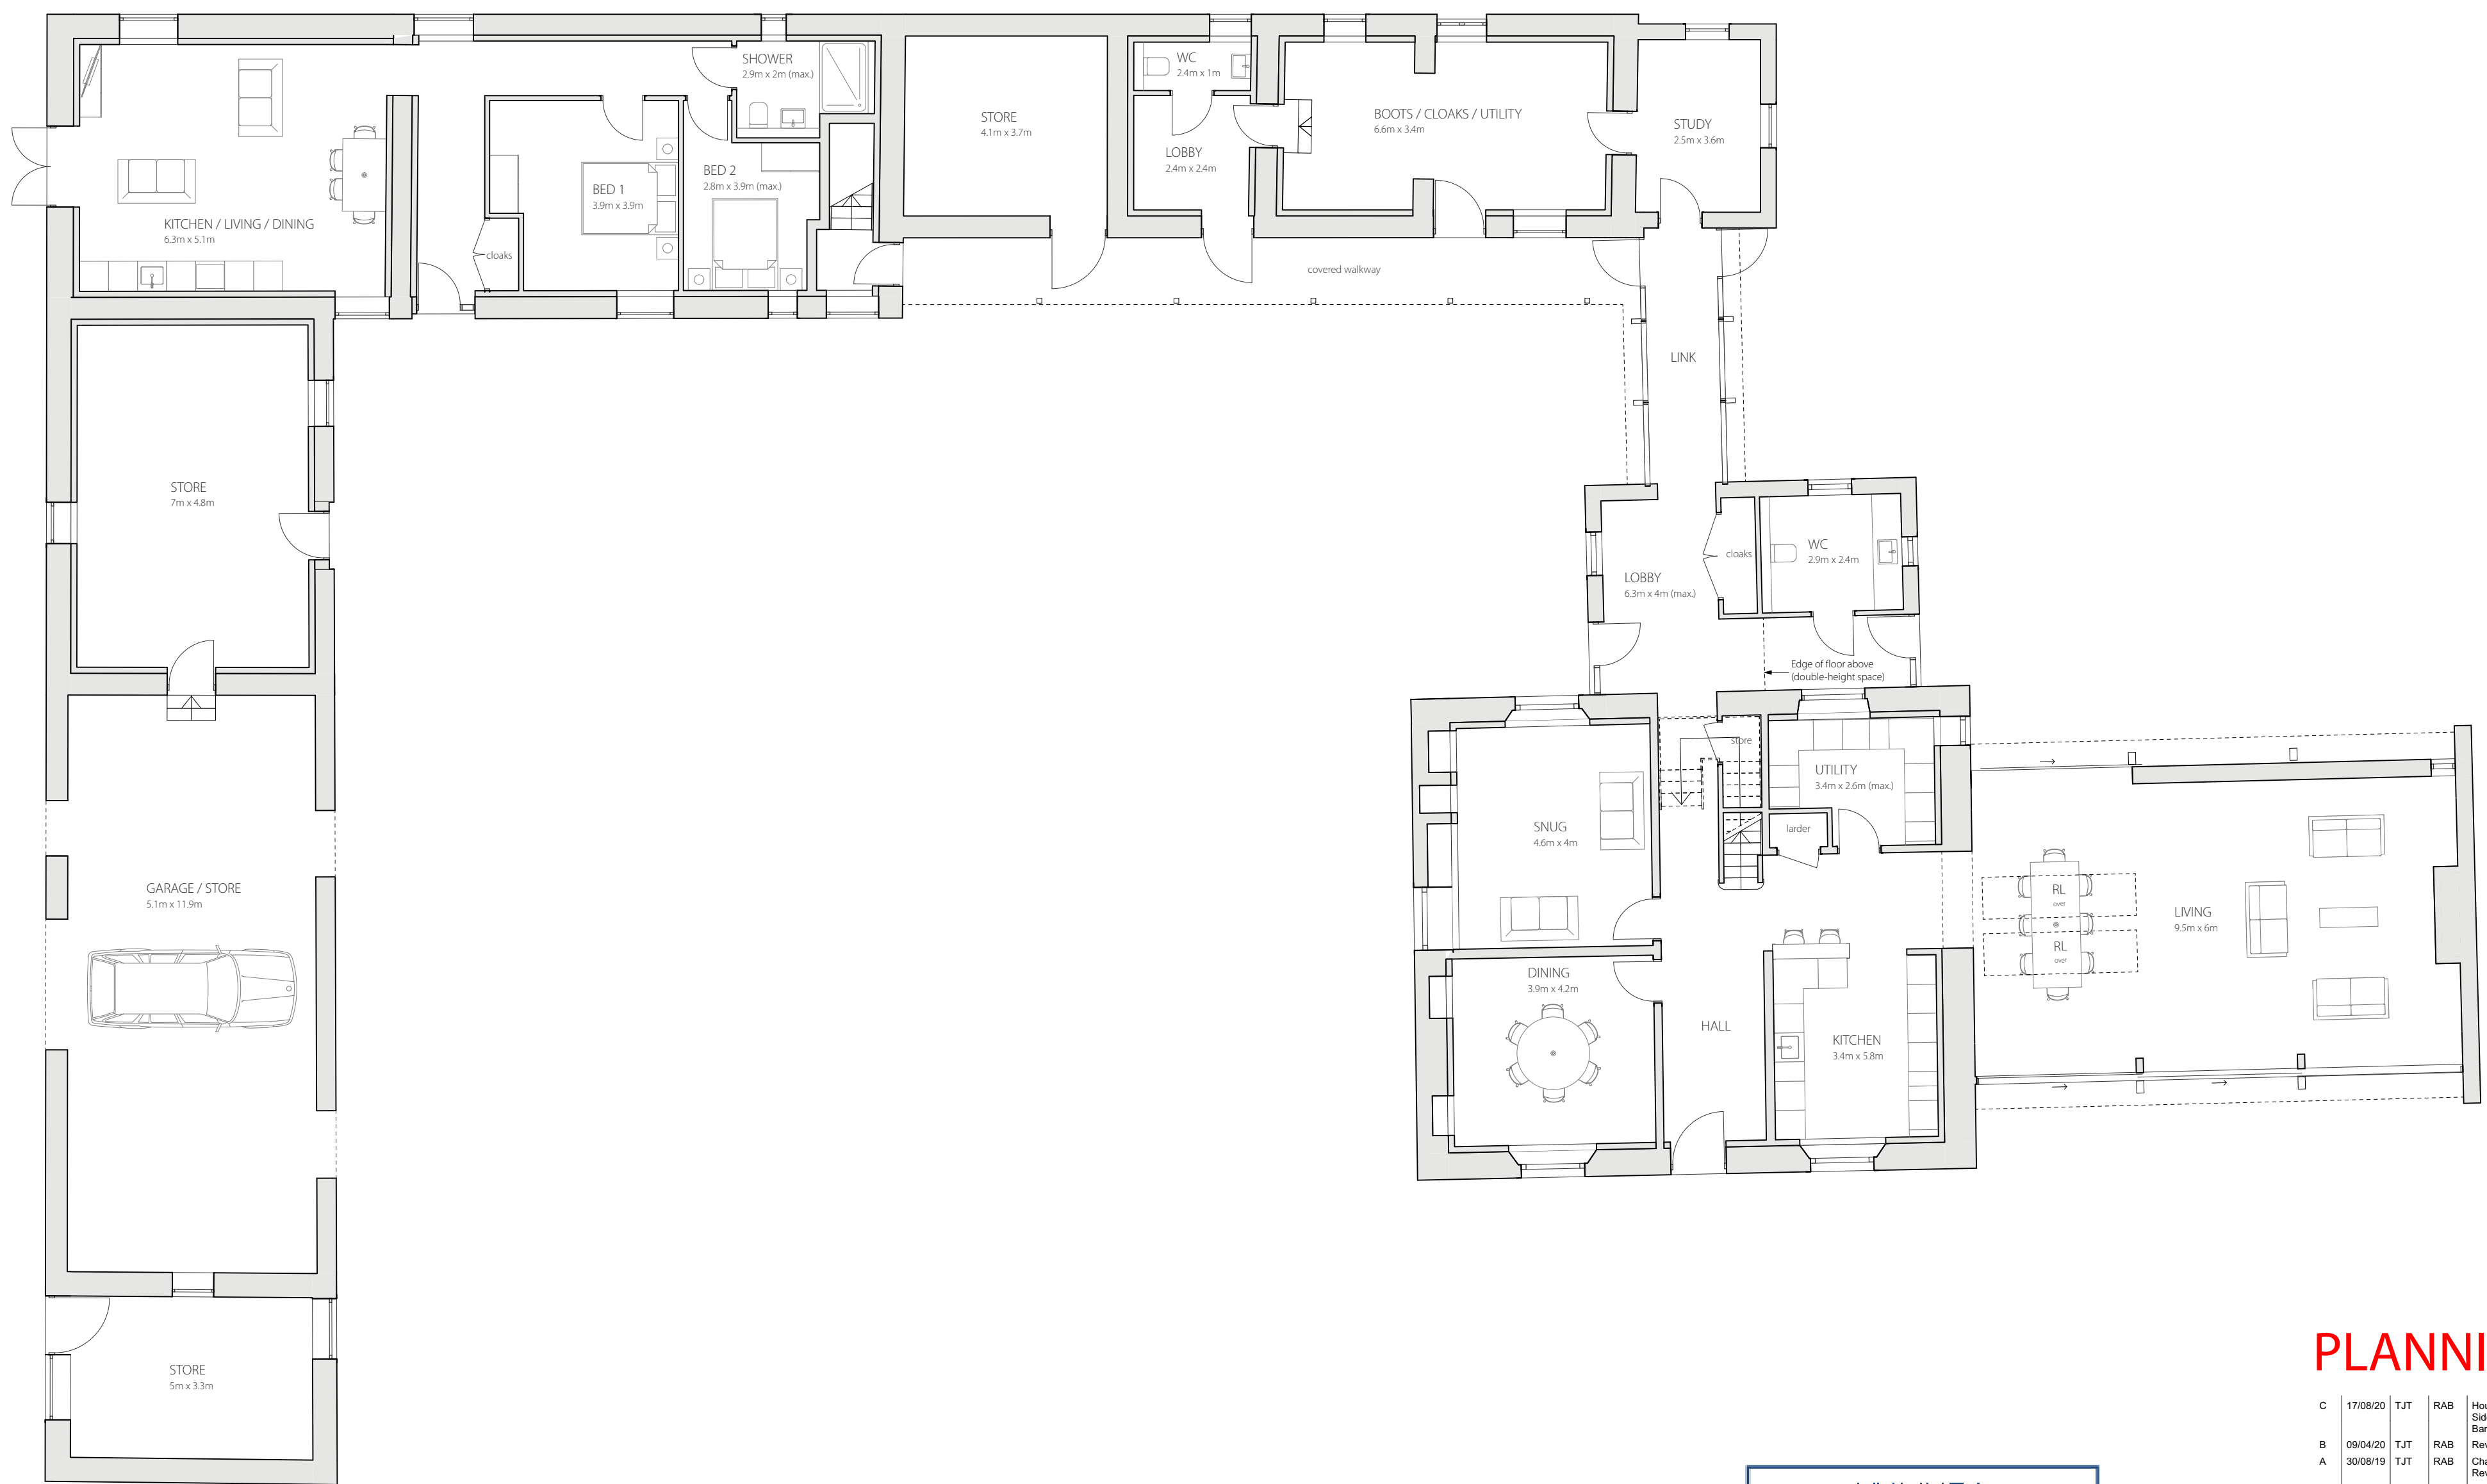 SHOWER
2.9m x 2m (max.)
WC
2.4m x 1m
STORE
4.1m x 3.7m
BOOTS / CLOAKS / UTILITY
6.6m x 3.4m
STUDY
2.5m x 3.6m
LOBBY
2.4m x 2.4m
BED 2
2.8m x 3.9m (max.)
BED 1
3.9m x 3.9m
KITCHEN / LIVING / DINING
6.3m x 5.1m
cloaks
covered walkway
LINK
STORE
7m x 4.8m
cloaks
WC
2.9m x 2.4m
LOBBY
6.3m x 4m (max.)
Edge of floor above
(double-height space)
store
UTILITY
3.4m x 2.6m (max.)
larder
SNUG
4.6m x 4m
GARAGE / STORE
5.1m x 11.9m
RL
over
LIVING
9.5m x 6m
RL
over
DINING
3.9m x 4.2m
HALL
KITCHEN
3.4m x 5.8m
STORE
5m x 3.3m
PLANNI
C 17/08/20 TJT RAB Hou
Sid
Bar
B 09/04/20 TJT RAB Rev
A 30/08/19 TJT RAB Cha